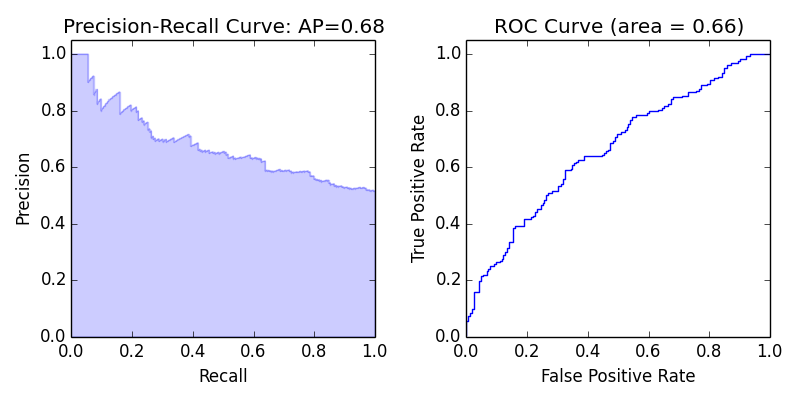 Precision-Recall Curve: AP=0.68
1.0
0.8
0.6
0.4
0.2
0.0
Precision
0.0 0.2 0.4 0.6 0.8 1.0
Recall
ROC Curve (area = 0.66)
1.0
0.8
0.6
0.4
0.2
0.0
True Positive Rate
0.0 0.2 0.4 0.6 0.8 1.0
False Positive Rate